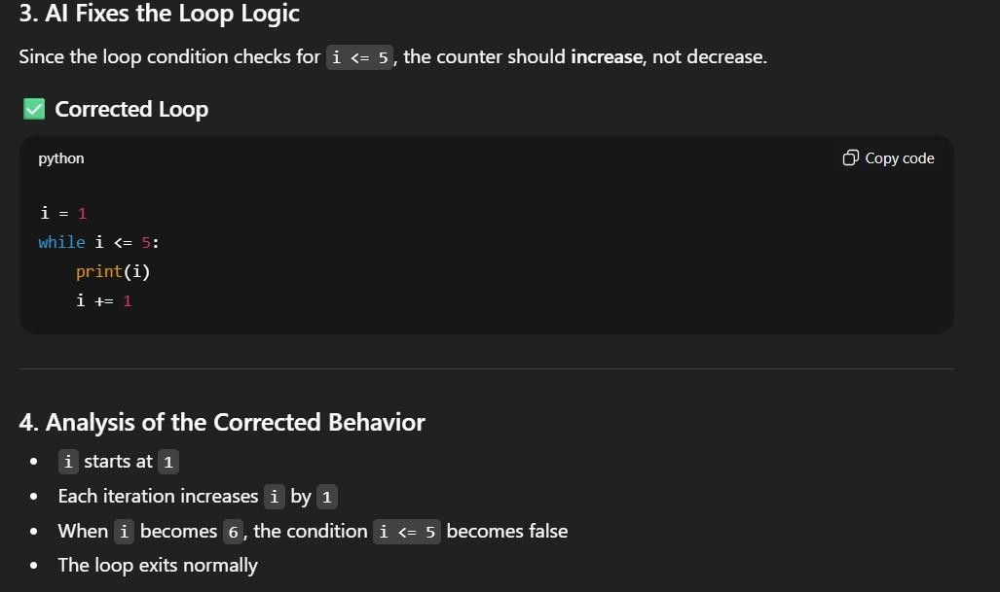 3. AI Fixes the Loop Logic
Since the loop condition checks for i <= 5, the counter should increase, not decrease.
✅ Corrected Loop
python
Copy code
i = 1
while i <= 5:
    print(i)
    i += 1
4. Analysis of the Corrected Behavior
• i starts at 1
• Each iteration increases i by 1
• When i becomes 6, the condition i <= 5 becomes false
• The loop exits normally